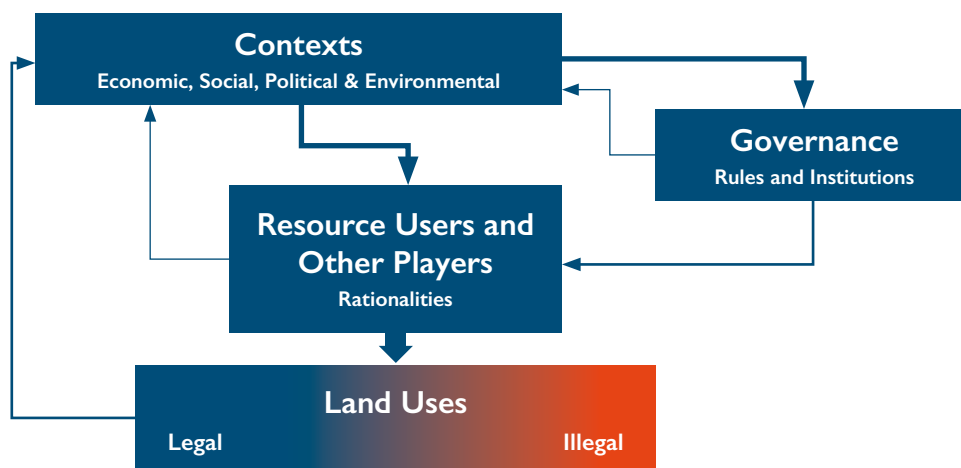 Contexts
Economic, Social, Political & Environmental
Governance
Rules and Institutions
Resource Users and
Other Players
Rationalities
Land Uses
Legal
Illegal